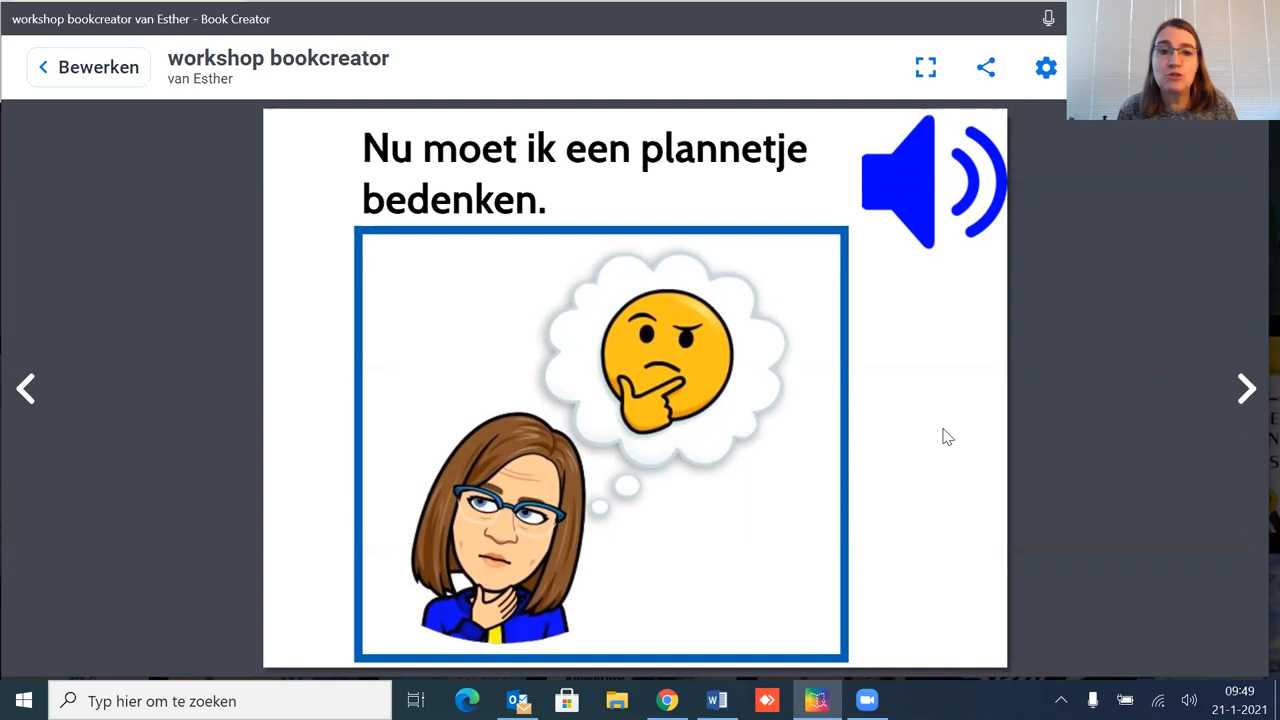 workshop bookcreator van Esther - Book Creator
Bewerken
workshop bookcreator
van Esther
Nu moet ik een plannetje
bedenken.
Typ hier om te zoeken
09:49
21-1-2021